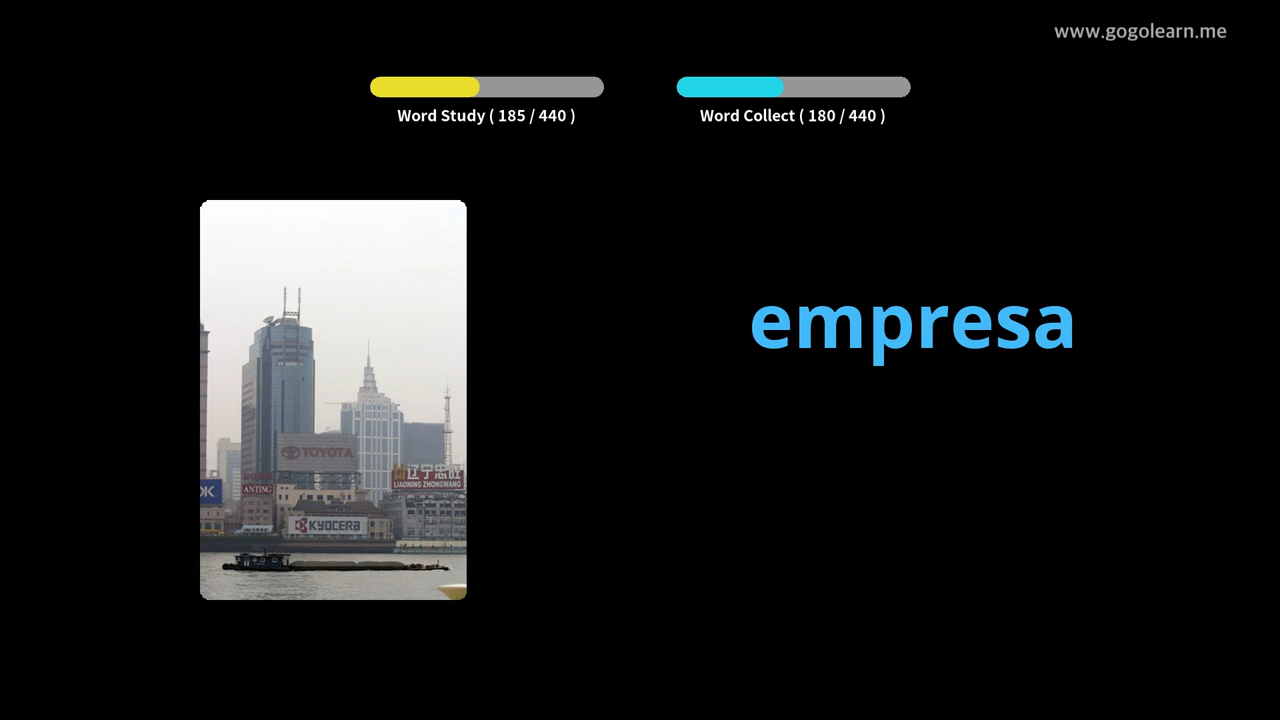 www.gogolearn.me
Word Study ( 185 / 440 )
Word Collect ( 180 / 440 )
empresa
TOYOTA
辽宁忠旺
LIAONING ZHONGWANG
OK
ANTING
KYOCERA